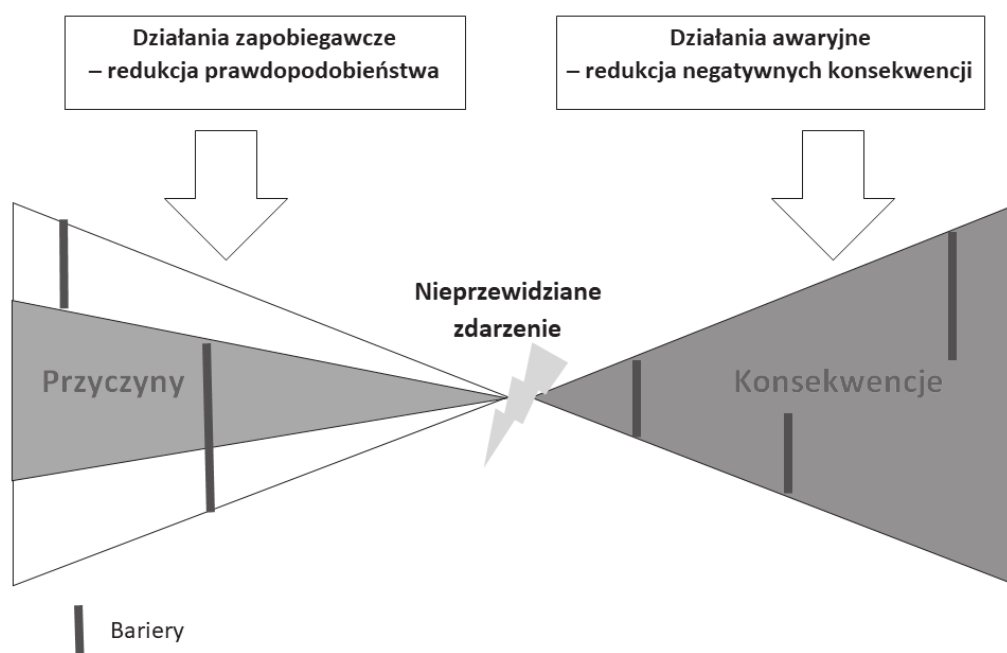 Działania zapobiegawcze
– redukcja prawdopodobieństwa
Działania awaryjne
– redukcja negatywnych konsekwencji
Nieprzewidziane
zdarzenie
Przyczyny
Konsekwencje
Bariery